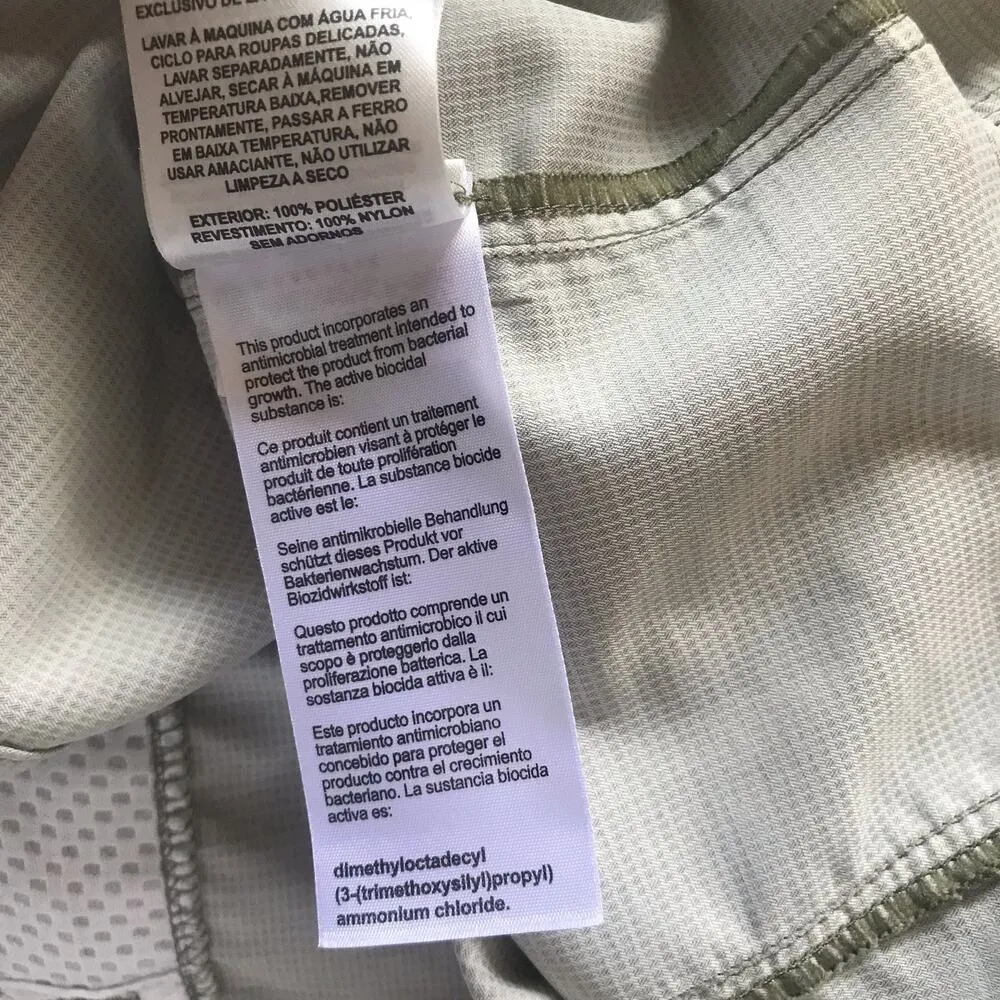 EXCLUSIVO DE
LAVAR À MAQUINA COM ÁGUA FRIA,
CICLO PARA ROUPAS DELICADAS,
LAVAR SEPARADAMENTE, NÃO
ALVEJAR, SECAR À MÁQUINA EM
TEMPERATURA BAIXA,REMOVER
PRONTAMENTE, PASSAR A FERRO
EM BAIXA TEMPERATURA, NÃO
USAR AMACIANTE, NÃO UTILIZAR
LIMPEZA A SECO
EXTERIOR: 100% POLIÉSTER
REVESTIMENTO: 100% NYLON
SEM ADORNOS
This product incorporates an
antimicrobial treatment intended to
protect the product from bacterial
growth. The active biocidal
substance is:
Ce produit contient un traitement
antimicrobien visant à protéger le
produit de toute prolifération
bactérienne. La substance biocide
active est le:
Seine antimikrobielle Behandlung
schützt dieses Produkt vor
Bakterienwachstum. Der aktive
Biozidwirkstoff ist:
Questo prodotto comprende un
trattamento antimicrobico il cui
scopo è proteggerlo dalla
proliferazione batterica. La
sostanza biocida attiva è il:
Este producto incorpora un
tratamiento antimicrobiano
concebido para proteger el
producto contra el crecimiento
bacteriano. La sustancia biocida
activa es:
dimethyloctadecyl
(3-(trimethoxysilyl)propyl)
ammonium chloride.